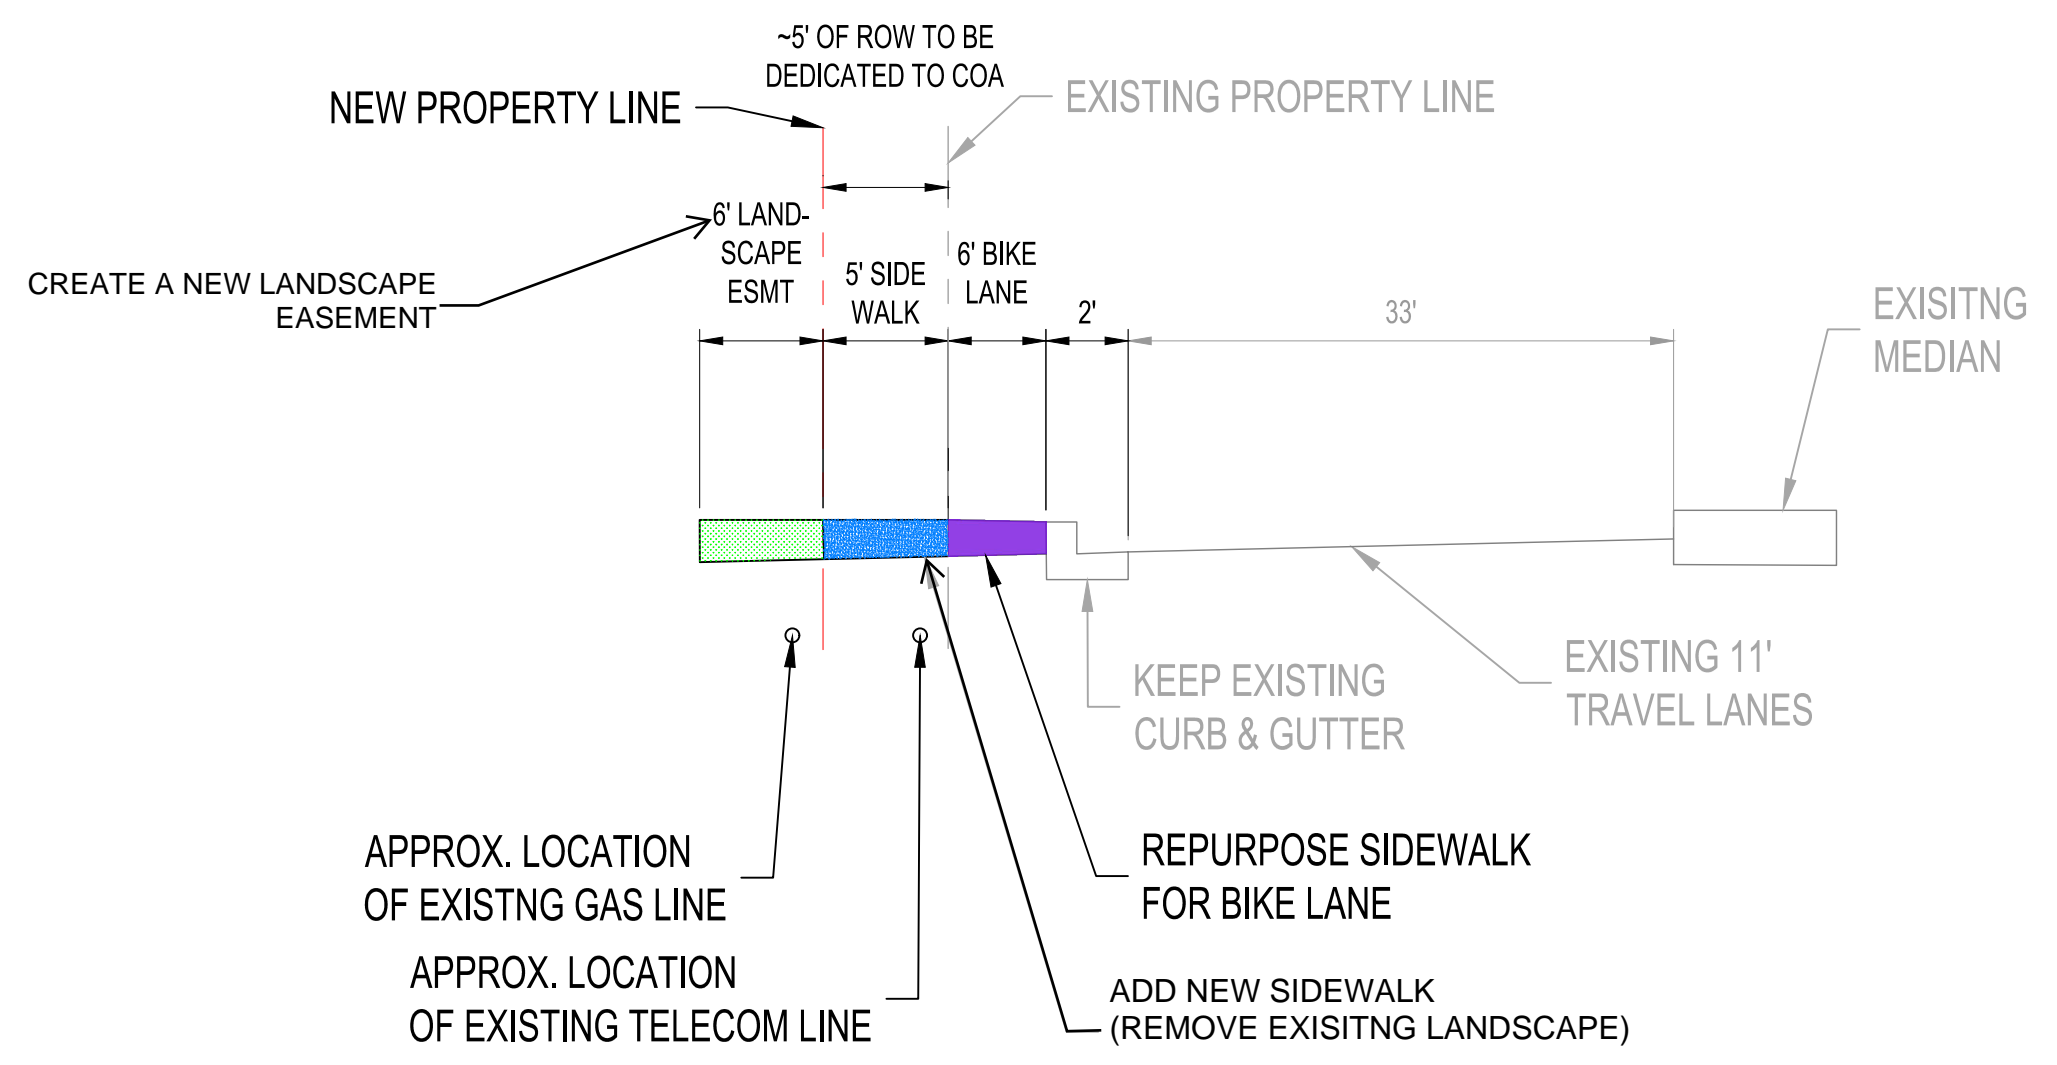 ~5' OF ROW TO BE
DEDICATED TO COA
NEW PROPERTY LINE
EXISTING PROPERTY LINE
6' LAND-
SCAPE
ESMT
5' SIDE
WALK
6' BIKE
LANE
2'
33'
CREATE A NEW LANDSCAPE
EASEMENT
EXISITNG
MEDIAN
KEEP EXISTING
CURB & GUTTER
EXISTING 11'
TRAVEL LANES
APPROX. LOCATION
OF EXISTNG GAS LINE
REPURPOSE SIDEWALK
FOR BIKE LANE
APPROX. LOCATION
OF EXISTING TELECOM LINE
ADD NEW SIDEWALK
(REMOVE EXISITNG LANDSCAPE)